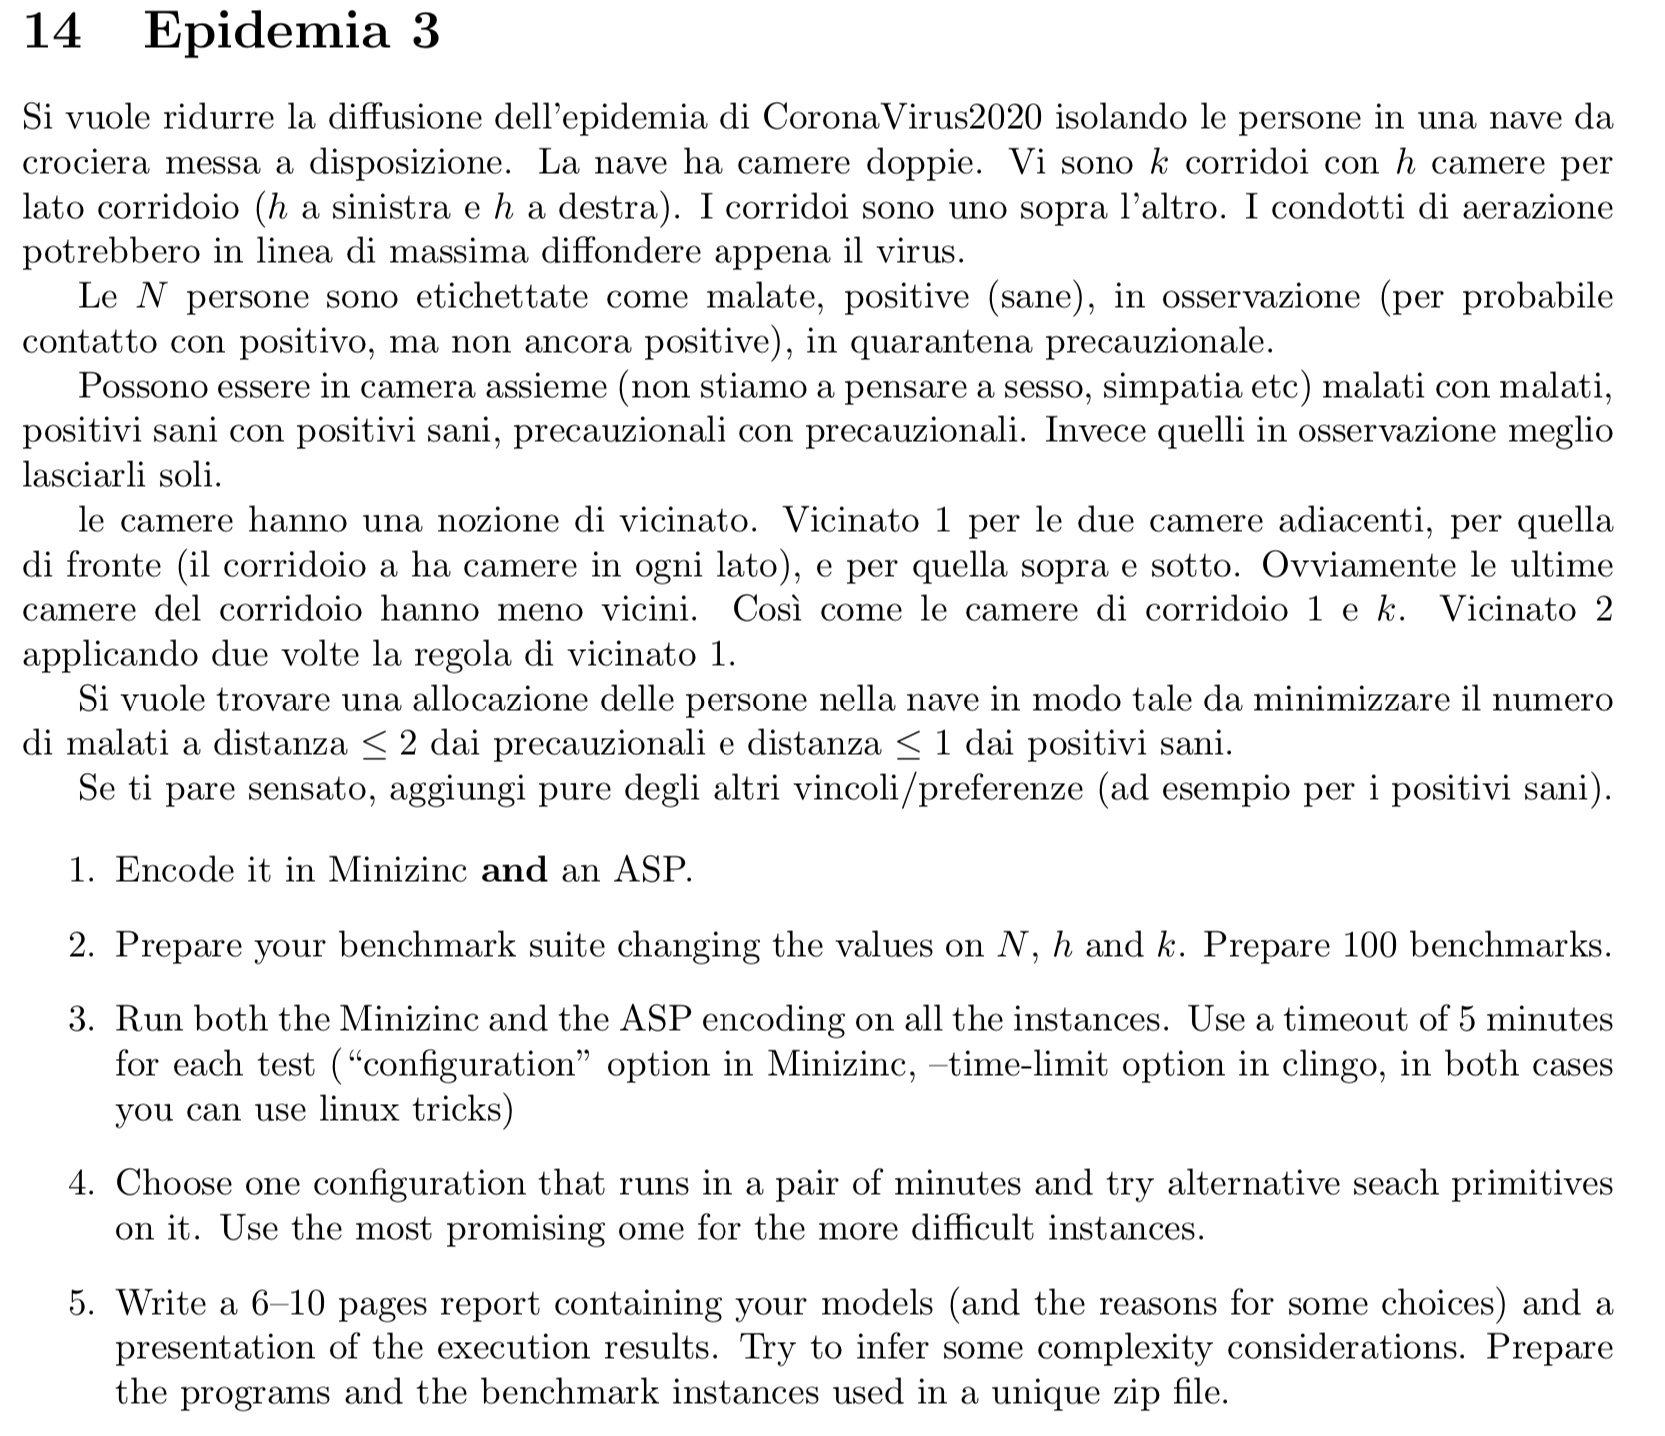 14 Epidemia 3
Si vuole ridurre la diffusione dell'epidemia di CoronaVirus2020 isolando le persone in una nave da
crociera messa a disposizione. La nave ha camere doppie. Vi sono k corridoi con h camere per
lato corridoio (h a sinistra e h a destra). I corridoi sono uno sopra l'altro. I condotti di aerazione
potrebbero in linea di massima diffondere appena il virus.
Le N persone sono etichettate come malate, positive (sane), in osservazione (per probabile
contatto con positivo, ma non ancora positive), in quarantena precauzionale.
Possono essere in camera assieme (non stiamo a pensare a sesso, simpatia etc) malati con malati,
positivi sani con positivi sani, precauzionali con precauzionali. Invece quelli in osservazione meglio
lasciarli soli.
le camere hanno una nozione di vicinato. Vicinato 1 per le due camere adiacenti, per quella
di fronte (il corridoio a ha camere in ogni lato), e per quella sopra e sotto. Ovviamente le ultime
camere del corridoio hanno meno vicini. Così come le camere di corridoio 1 e k. Vicinato 2
applicando due volte la regola di vicinato 1.
Si vuole trovare una allocazione delle persone nella nave in modo tale da minimizzare il numero
di malati a distanza ≤ 2 dai precauzionali e distanza ≤ 1 dai positivi sani.
Se ti pare sensato, aggiungi pure degli altri vincoli/preferenze (ad esempio per i positivi sani).
1. Encode it in Minizinc and an ASP.
2. Prepare your benchmark suite changing the values on N, h and k. Prepare 100 benchmarks.
3. Run both the Minizinc and the ASP encoding on all the instances. Use a timeout of 5 minutes
for each test ("configuration" option in Minizinc, –time-limit option in clingo, in both cases
you can use linux tricks)
4. Choose one configuration that runs in a pair of minutes and try alternative seach primitives
on it. Use the most promising ome for the more difficult instances.
5. Write a 6–10 pages report containing your models (and the reasons for some choices) and a
presentation of the execution results. Try to infer some complexity considerations. Prepare
the programs and the benchmark instances used in a unique zip file.